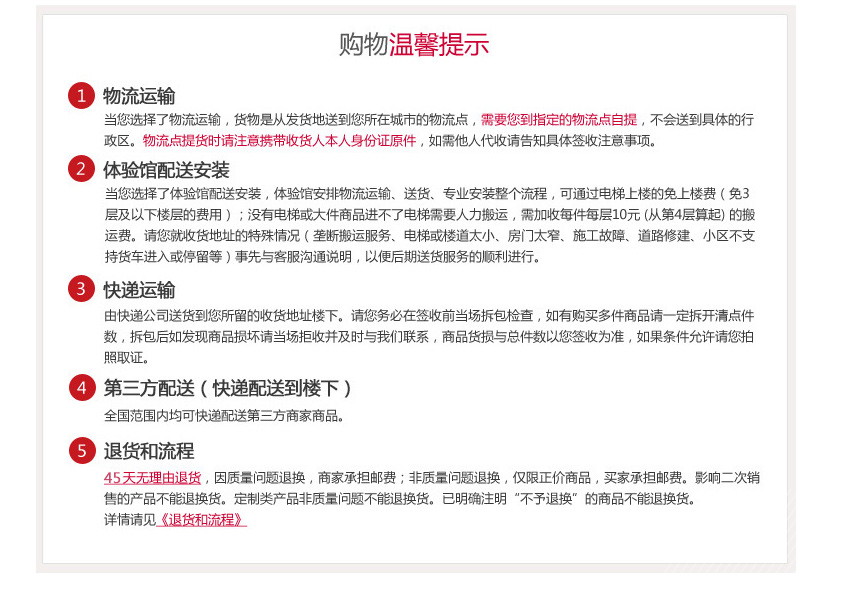 购物温馨提示
1 物流运输
当您选择了物流运输，货物是从发货地送到您所在城市的物流点，需要您到指定的物流点自提，不会送到具体的行
政区。物流点提货时请注意携带收货人本人身份证原件，如需他人代收请告知具体签收注意事项。
2 体验馆配送安装
当您选择了体验馆配送安装，体验馆安排物流运输、送货、专业安装整个流程，可通过电梯上楼的免上楼费（免3
层及以下楼层的费用）；没有电梯或大件商品进不了电梯需要人力搬运，需加收每件每层10元 (从第4层算起) 的搬
运费。请您就收货地址的特殊情况（垄断搬运服务、电梯或楼道太小、房门太窄、施工故障、道路修建、小区不支
持货车进入或停留等）事先与客服沟通说明，以便后期送货服务的顺利进行。
3 快递运输
由快递公司送货到您所留的收货地址楼下。请您务必在签收前当场拆包检查，如有购买多件商品请一定拆开清点件
数，拆包后如发现商品损坏请当场拒收并及时与我们联系，商品货损与总件数以您签收为准，如果条件允许请您拍
照取证。
4 第三方配送（快递配送到楼下）
全国范围内均可快递配送第三方商家商品。
5 退货和流程
45天无理由退货，因质量问题退换，商家承担邮费；非质量问题退换，仅限正价商品，买家承担邮费。影响二次销
售的产品不能退换货。定制类产品非质量问题不能退换货。已明确注明“不予退换”的商品不能退换货。
详情请见《退货和流程》